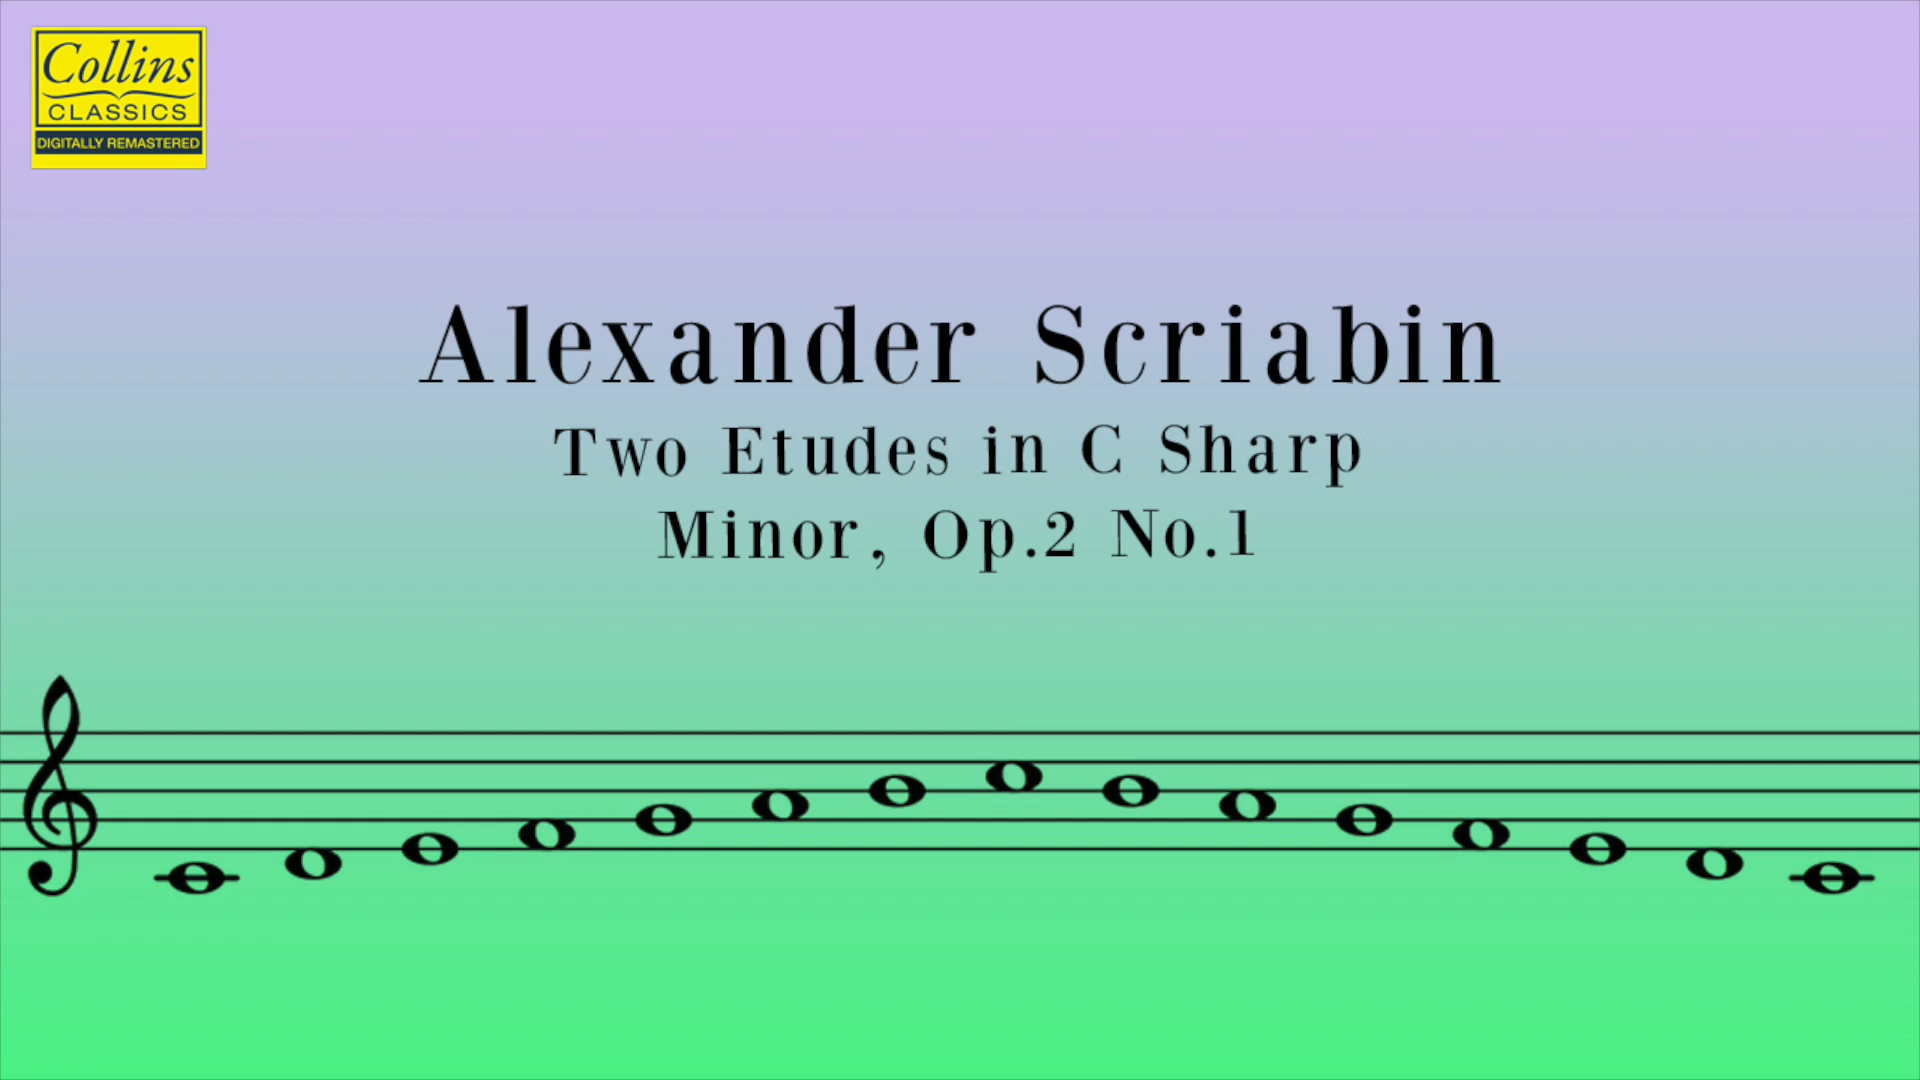 Collins
CLASSICS
DIGITALLY REMASTERED
Alexander Scriabin
Two Etudes in C Sharp
Minor, Op.2 No.1